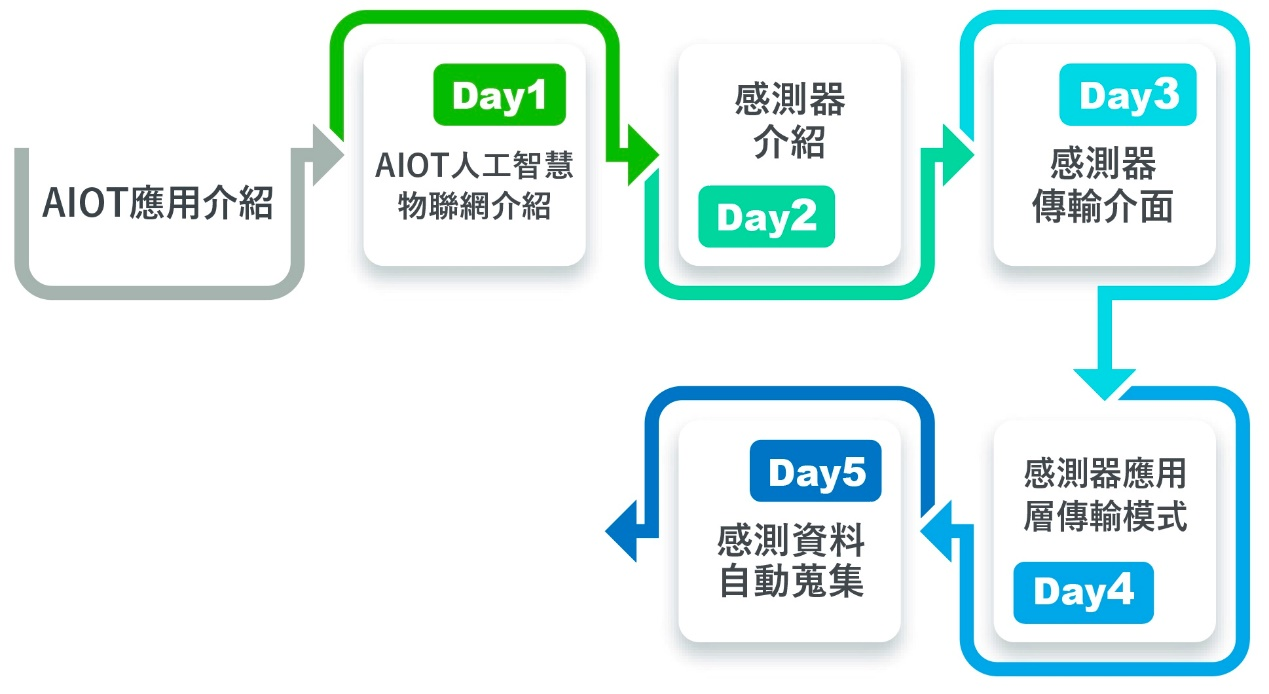 AIOT應用介紹
Day1
AIOT人工智慧
物聯網介紹
感測器
介紹
Day2
Day3
感測器
傳輸介面
感測器應用
層傳輸模式
Day4
Day5
感測資料
自動蒐集